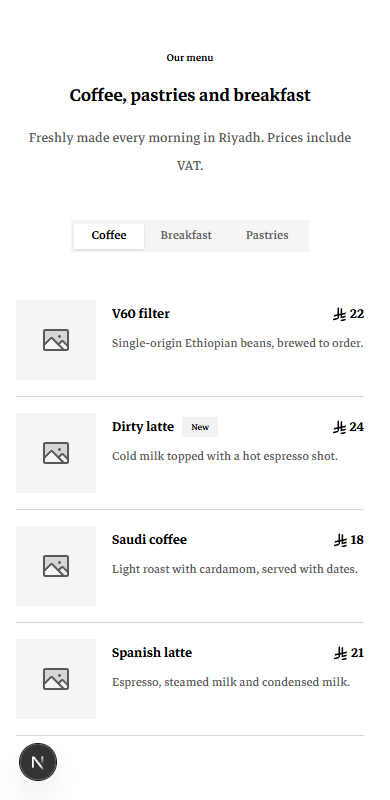 Our menu
Coffee, pastries and breakfast
Freshly made every morning in Riyadh. Prices include
VAT.
Coffee Breakfast Pastries
V60 filter ⃁ 22
Single-origin Ethiopian beans, brewed to order.
Dirty latte New ⃁ 24
Cold milk topped with a hot espresso shot.
Saudi coffee ⃁ 18
Light roast with cardamom, served with dates.
Spanish latte ⃁ 21
Espresso, steamed milk and condensed milk.
N